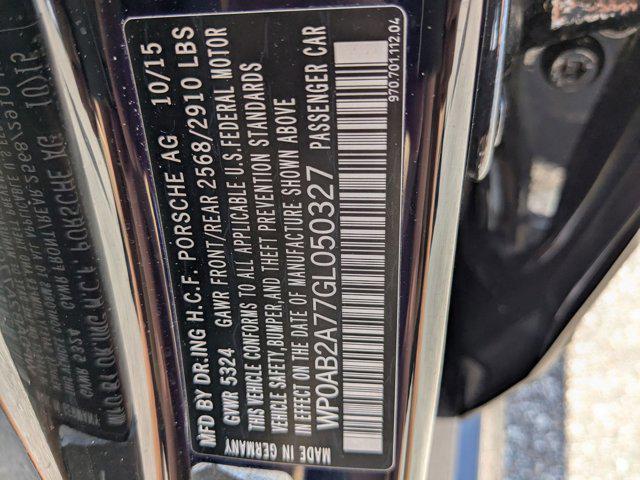 MFD BY DR.ING H.C. F. PORSCHE AG 10/15
GVWR 5324 GAWR FRONT/REAR 2568/2910 LBS
THIS VEHICLE CONFORMS TO ALL APPLICABLE U.S. FEDERAL MOTOR
VEHICLE SAFETY, BUMPER, AND THEFT PREVENTION STANDARDS
IN EFFECT ON THE DATE OF MANUFACTURE SHOWN ABOVE
WP0AB2A77GL050327 PASSENGER CAR
MADE IN GERMANY
970.701.112.04